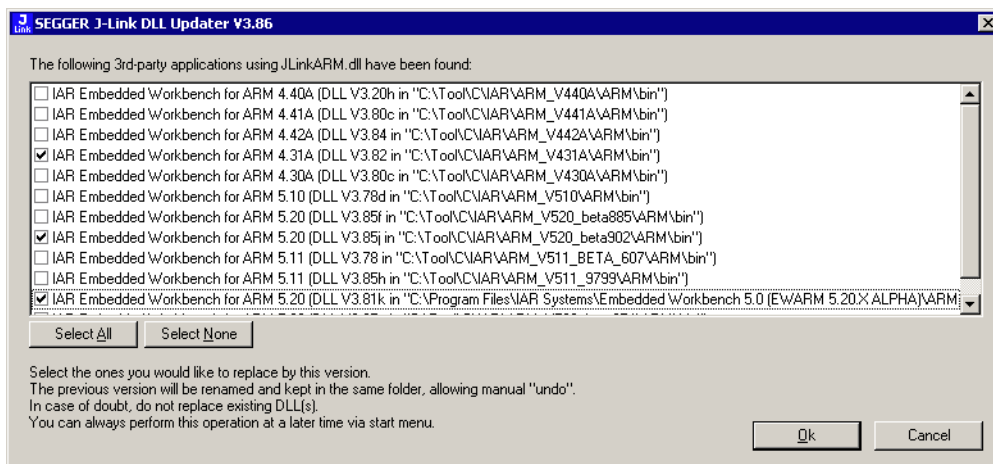 J
Link
SEGGER J-Link DLL Updater V3.86
The following 3rd-party applications using JLinkARM.dll have been found:
IAR Embedded Workbench for ARM 4.40A (DLL V3.20h in "C:\Tool\C\IAR\ARM_V440A\ARM\bin")
IAR Embedded Workbench for ARM 4.41A (DLL V3.80c in "C:\Tool\C\IAR\ARM_V441A\ARM\bin")
IAR Embedded Workbench for ARM 4.42A (DLL V3.84 in "C:\Tool\C\IAR\ARM_V442A\ARM\bin")
IAR Embedded Workbench for ARM 4.31A (DLL V3.82 in "C:\Tool\C\IAR\ARM_V431A\ARM\bin")
IAR Embedded Workbench for ARM 4.30A (DLL V3.80c in "C:\Tool\C\IAR\ARM_V430A\ARM\bin")
IAR Embedded Workbench for ARM 5.10 (DLL V3.78d in "C:\Tool\C\IAR\ARM_V510\ARM\bin")
IAR Embedded Workbench for ARM 5.20 (DLL V3.85f in "C:\Tool\C\IAR\ARM_V520_beta885\ARM\bin")
IAR Embedded Workbench for ARM 5.20 (DLL V3.85j in "C:\Tool\C\IAR\ARM_V520_beta902\ARM\bin")
IAR Embedded Workbench for ARM 5.11 (DLL V3.78 in "C:\Tool\C\IAR\ARM_V511_BETA_607\ARM\bin")
IAR Embedded Workbench for ARM 5.11 (DLL V3.85h in "C:\Tool\C\IAR\ARM_V511_9799\ARM\bin")
IAR Embedded Workbench for ARM 5.20 (DLL V3.81k in "C:\Program Files\IAR Systems\Embedded Workbench 5.0 (EWARM 5.20.X ALPHA)\ARM
Select All Select None
Select the ones you would like to replace by this version.
The previous version will be renamed and kept in the same folder, allowing manual "undo".
In case of doubt, do not replace existing DLL(s).
You can always perform this operation at a later time via start menu.
Ok Cancel